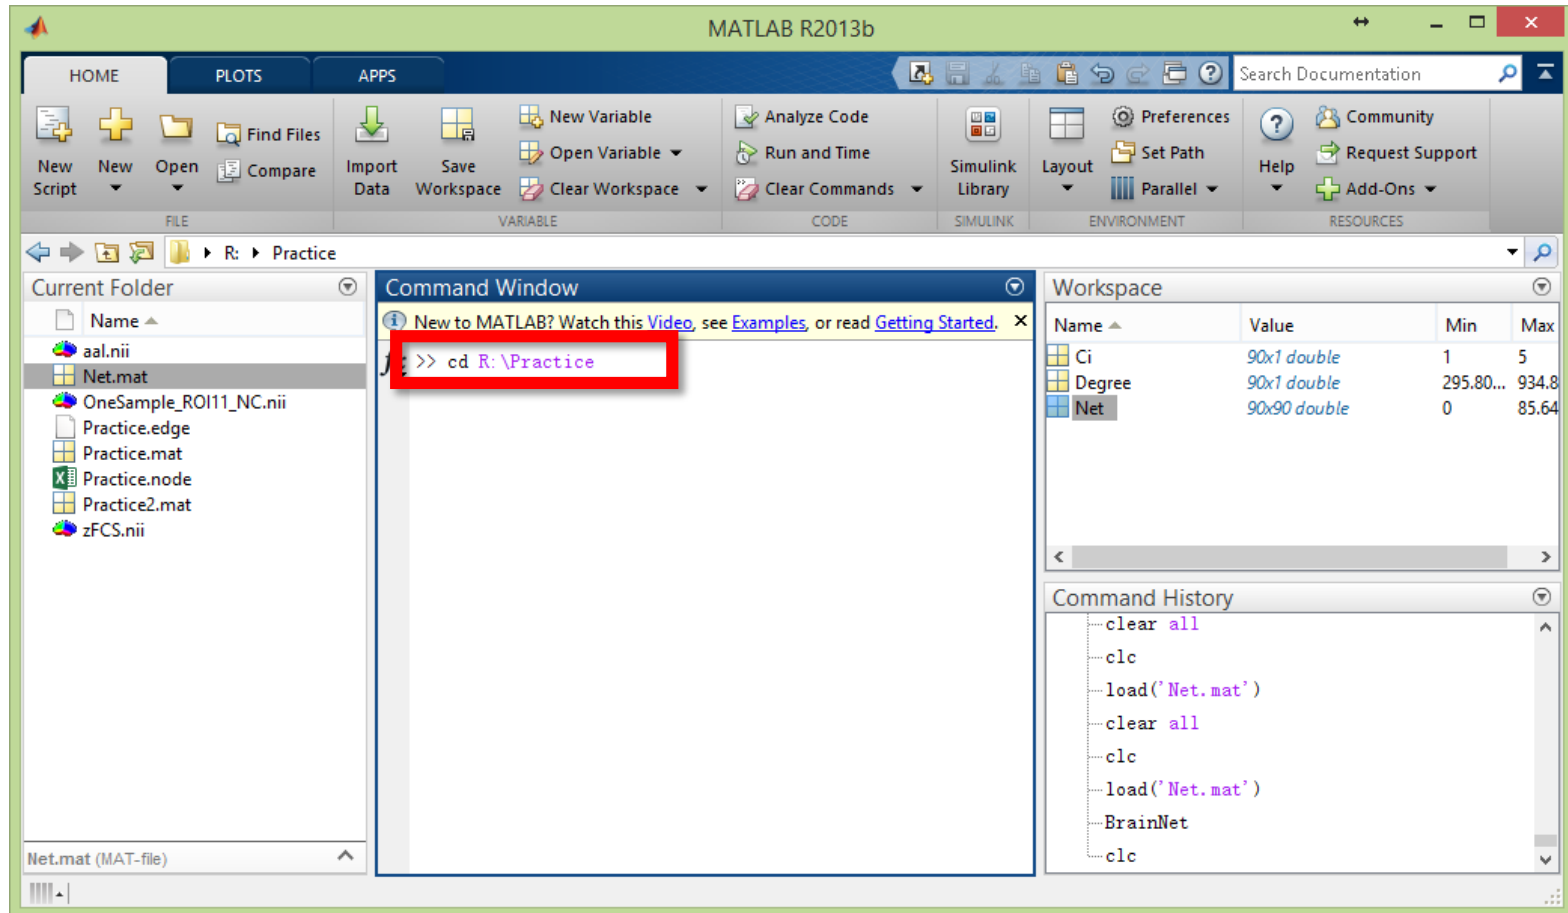 MATLAB R2013b
HOME PLOTS APPS
Search Documentation
New Script
New
Open
Find Files
Compare
Import Data
Save Workspace
New Variable
Open Variable
Clear Workspace
Analyze Code
Run and Time
Clear Commands
Simulink Library
Layout
Preferences
Set Path
Parallel
Help
Community
Request Support
Add-Ons
FILE VARIABLE CODE SIMULINK ENVIRONMENT RESOURCES
R: Practice
Current Folder
Name
aal.nii
Net.mat
OneSample_ROI11_NC.nii
Practice.edge
Practice.mat
Practice.node
Practice2.mat
zFCS.nii
Net.mat (MAT-file)
Command Window
New to MATLAB? Watch this Video, see Examples, or read Getting Started.
>> cd R:\Practice
Workspace
Name Value Min Max
Ci 90x1 double 1 5
Degree 90x1 double 295.80... 934.8
Net 90x90 double 0 85.64
Command History
clear all
clc
load('Net.mat')
clear all
clc
load('Net.mat')
BrainNet
clc